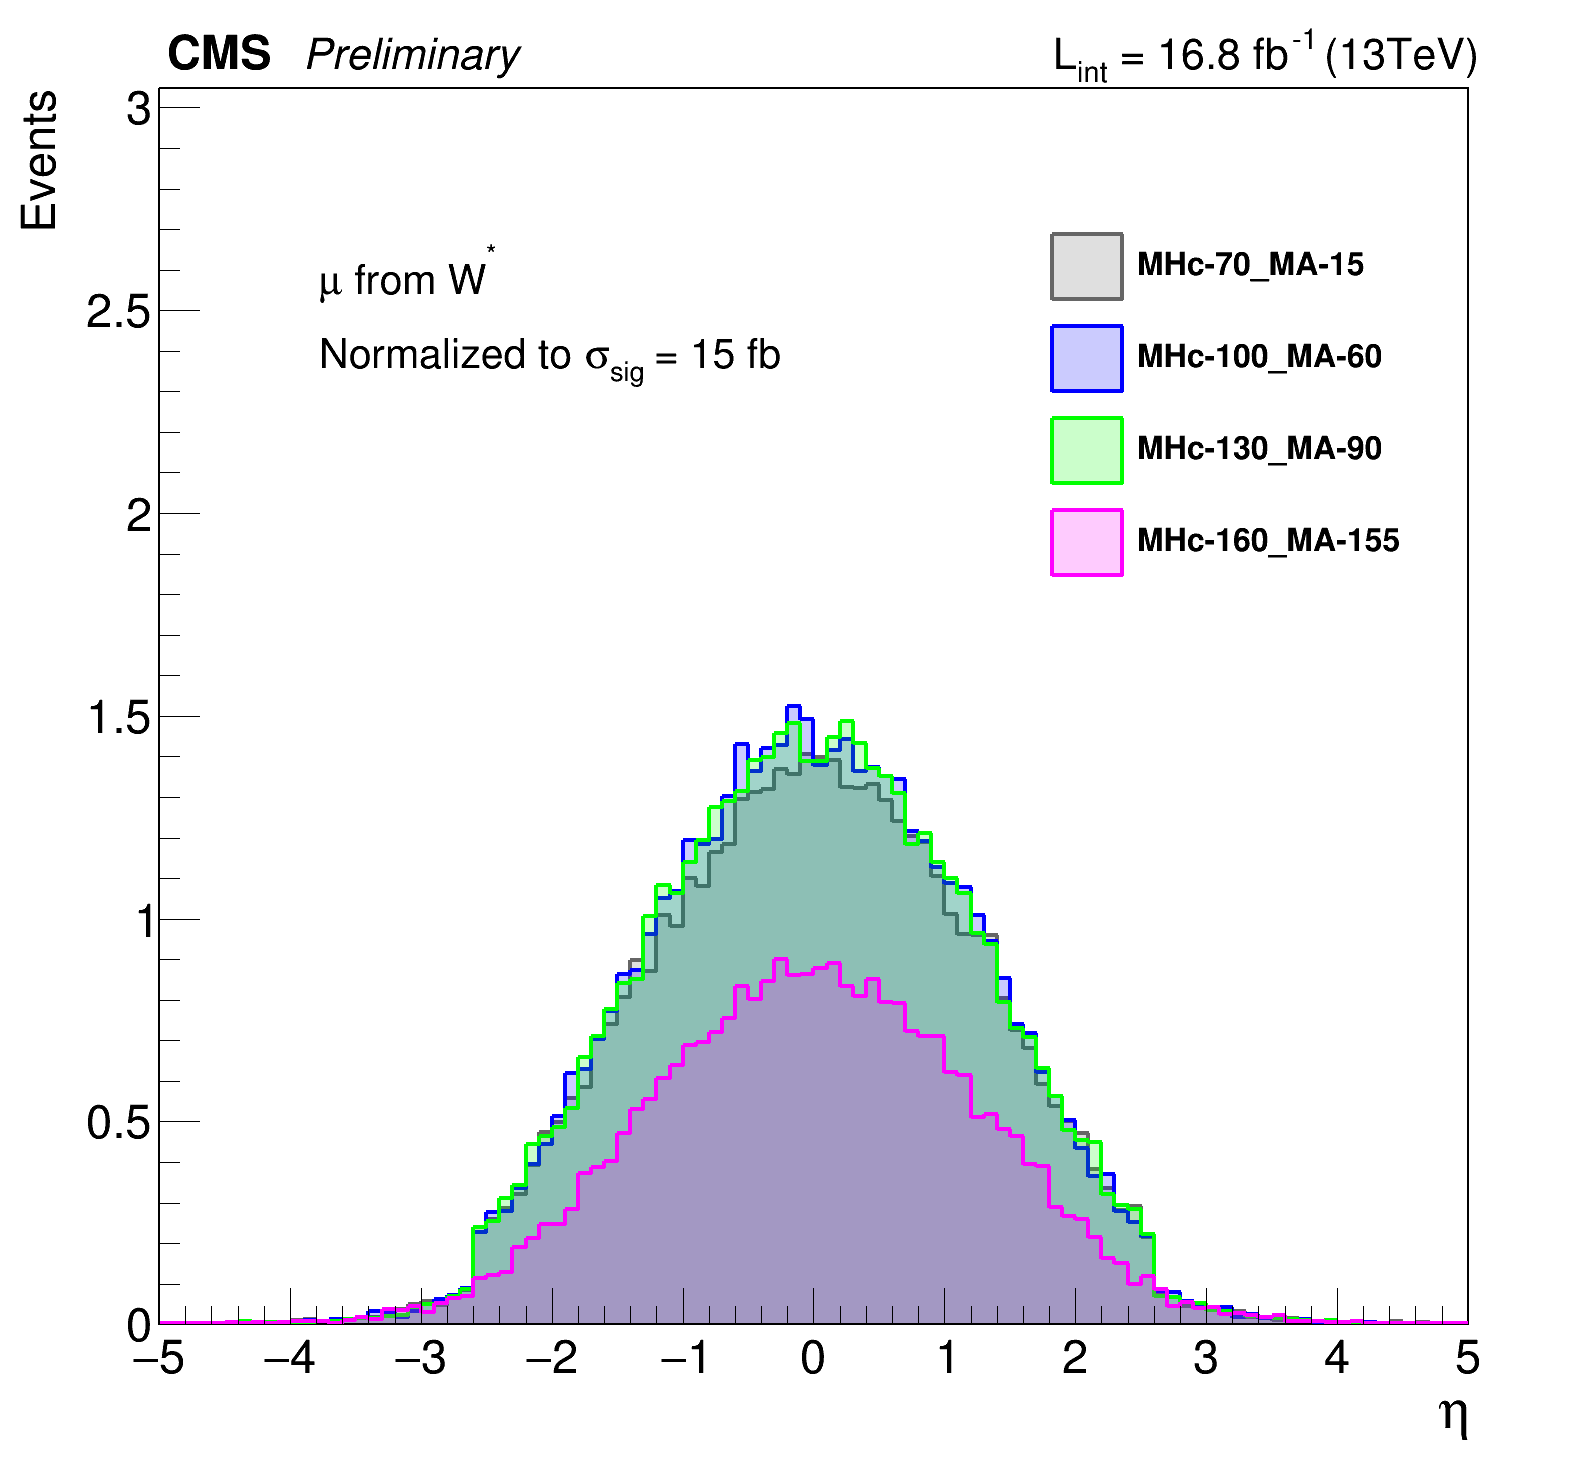 CMS Preliminary
L_int = 16.8 fb^-1 (13TeV)
Events
3
2.5
2
1.5
1
0.5
0
μ from W^*
Normalized to σ_sig = 15 fb
MHc-70_MA-15
MHc-100_MA-60
MHc-130_MA-90
MHc-160_MA-155
−5 −4 −3 −2 −1 0 1 2 3 4 5
η